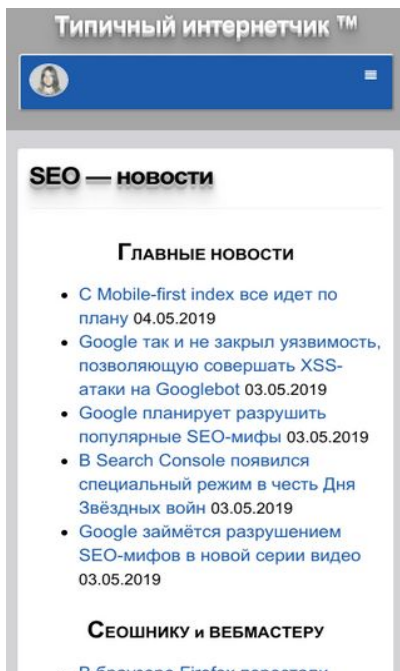 Типичный интернетчик ™
SEO — новости
Главные новости
С Mobile-first index все идет по
плану 04.05.2019
Google так и не закрыл уязвимость,
позволяющую совершать XSS-
атаки на Googlebot 03.05.2019
Google планирует разрушить
популярные SEO-мифы 03.05.2019
В Search Console появился
специальный режим в честь Дня
Звёздных войн 03.05.2019
Google займётся разрушением
SEO-мифов в новой серии видео
03.05.2019
Сеошнику и вебмастеру
В браузере Firefox перестали